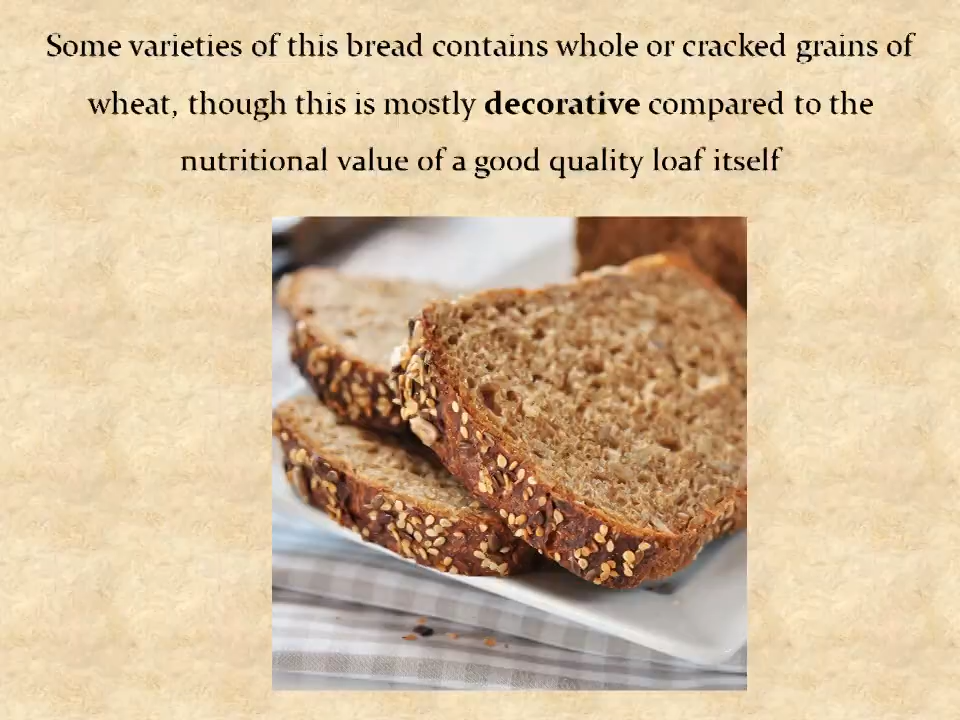 Some varieties of this bread contains whole or cracked grains of
wheat, though this is mostly decorative compared to the
nutritional value of a good quality loaf itself